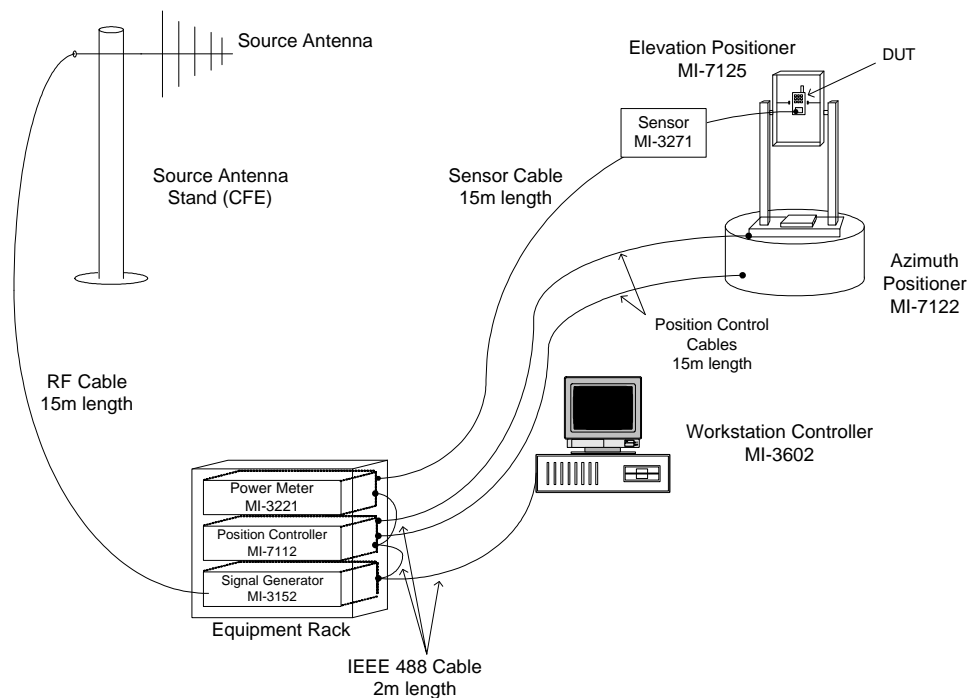 Source Antenna
Elevation Positioner
MI-7125
DUT
Sensor
MI-3271
Source Antenna
Stand (CFE)
Sensor Cable
15m length
Azimuth
Positioner
MI-7122
Position Control
Cables
15m length
RF Cable
15m length
Workstation Controller
MI-3602
Power Meter
MI-3221
Position Controller
MI-7112
Signal Generator
MI-3152
Equipment Rack
IEEE 488 Cable
2m length